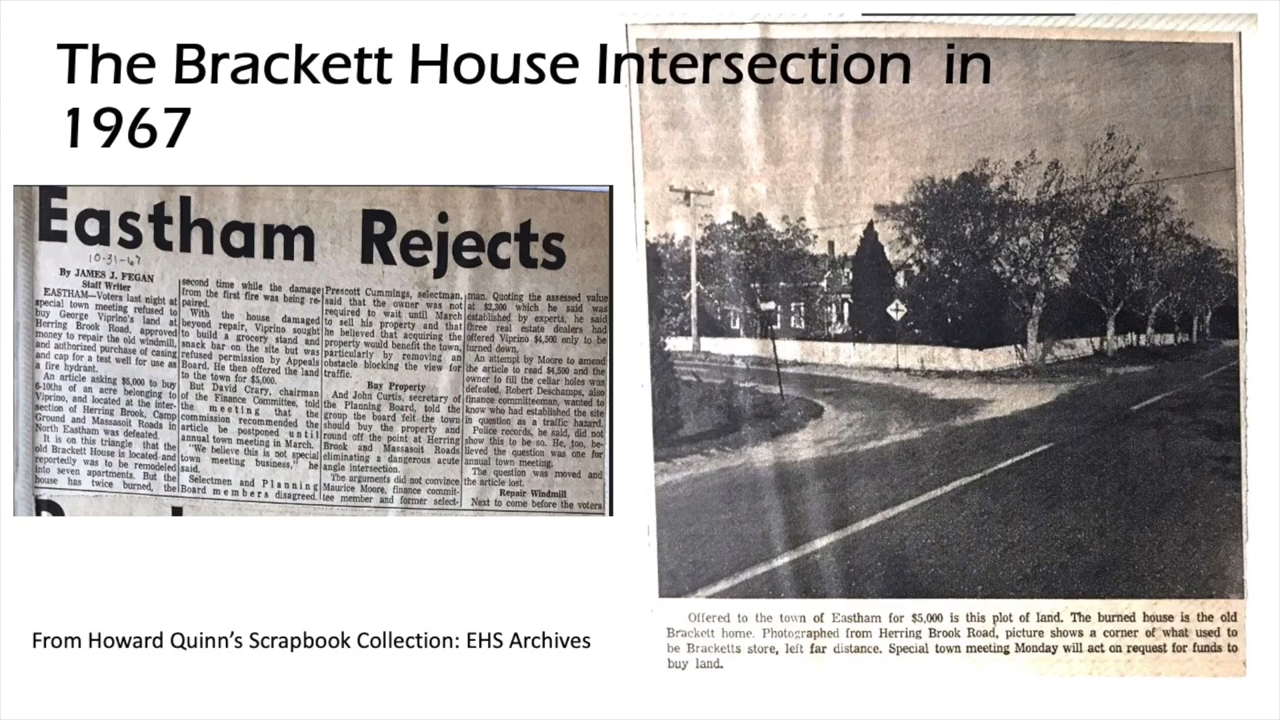 The Brackett House Intersection in
1967
Eastham Rejects
10-31-67
By JAMES J. FEGAN
Staff Writer
EASTHAM—Voters last night at
special town meeting refused to
buy George Viprino's land at
Herring Brook Road, approved
money to repair the old windmill,
and authorized purchase of casing
and cap for a test well for use as
a fire hydrant.
An article asking $5,000 to buy
6-10ths of an acre belonging to
Viprino, and located at the inter-
section of Herring Brook, Camp
Ground and Massasoit Roads in
North Eastham was defeated.
It is on this triangle that the
old Brackett House is located and
reportedly was to be remodeled
into seven apartments. But the
house has twice burned, the
second time while the damage
from the first fire was being re-
paired.
With the house damaged
beyond repair, Viprino sought
to build a grocery stand and
snack bar on the site but was
refused permission by Appeals
Board. He then offered the land
to the town for $5,000.
But David Crary, chairman
of the Finance Committee, told
the meeting that the
commission recommended the
article be postponed until
annual town meeting in March.
"We believe this is not special
town meeting business," he
said.
Selectmen and Planning
Board members disagreed.
Prescott Cummings, selectman,
said that the owner was not
required to wait until March
to sell his property and that
he believed that acquiring the
property would benefit the town,
particularly by removing an
obstacle blocking the view for
traffic.
Buy Property
And John Curtis, secretary of
the Planning Board, told the
group the board felt the town
should buy the property and
round off the point at Herring
Brook and Massasoit Roads
eliminating a dangerous acute
angle intersection.
The arguments did not convince
Maurice Moore, finance commit-
tee member and former select-
man. Quoting the assessed value
at $2,300 which he said was
established by experts, he said
three real estate dealers had
offered Viprino $4,500 only to be
turned down.
An attempt by Moore to amend
the article to read $4,500 and the
owner to fill the cellar holes was
defeated. Robert Deschamps, also
finance committeeman, wanted to
know who had established the site
in question as a traffic hazard.
Police records, he said, did not
show this to be so. He, too, be-
lieved the question was one for
annual town meeting.
The question was moved and
the article lost.
Repair Windmill
Next to come before the voters
Offered to the town of Eastham for $5,000 is this plot of land. The burned house is the old
Brackett home. Photographed from Herring Brook Road, picture shows a corner of what used to
be Bracketts store, left far distance. Special town meeting Monday will act on request for funds to
buy land.
From Howard Quinn's Scrapbook Collection: EHS Archives